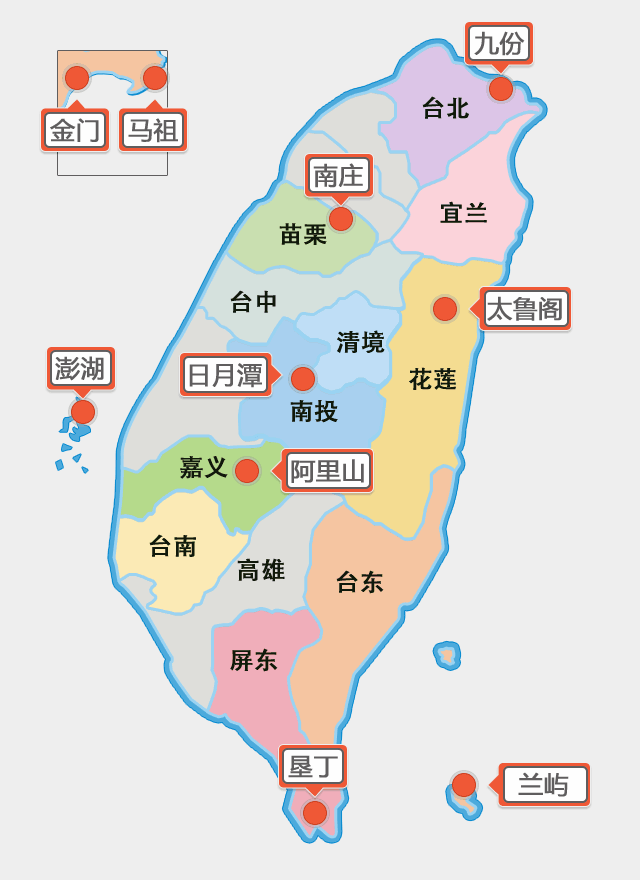 九份
台北
金门
马祖
南庄
宜兰
苗栗
台中
太鲁阁
清境
澎湖
日月潭
花莲
南投
嘉义
阿里山
台南
高雄
台东
屏东
垦丁
兰屿